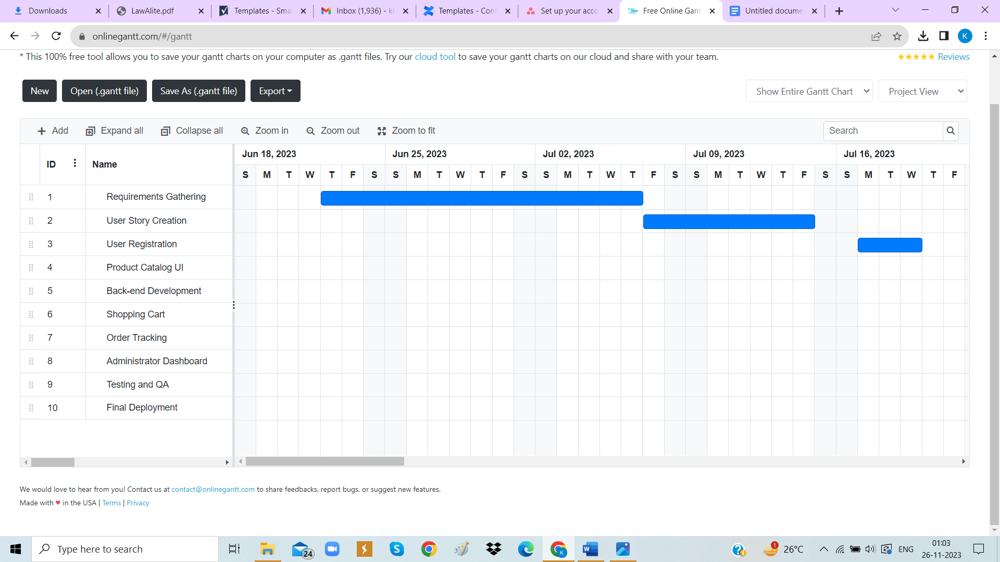 Downloads
LawAlite.pdf
Templates - Sma
Inbox (1,936) - k
Templates - Conf
Set up your acco
Free Online Gant
Untitled docume
onlinegantt.com/#/gantt
K
* This 100% free tool allows you to save your gantt charts on your computer as .gantt files. Try our cloud tool to save your gantt charts on our cloud and share with your team.
★★★★★ Reviews
New
Open (.gantt file)
Save As (.gantt file)
Export
Show Entire Gantt Chart
Project View
Add
Expand all
Collapse all
Zoom in
Zoom out
Zoom to fit
Search
ID
Name
Jun 18, 2023
Jun 25, 2023
Jul 02, 2023
Jul 09, 2023
Jul 16, 2023
S M T W T F S S M T W T F S S M T W T F S S M T W T F S S M T W T F
1 Requirements Gathering
2 User Story Creation
3 User Registration
4 Product Catalog UI
5 Back-end Development
6 Shopping Cart
7 Order Tracking
8 Administrator Dashboard
9 Testing and QA
10 Final Deployment
We would love to hear from you! Contact us at contact@onlinegantt.com to share feedbacks, report bugs, or suggest new features.
Made with ♥ in the USA | Terms | Privacy
Type here to search
24
S
K
W
1
26°C
ENG
01:03
26-11-2023